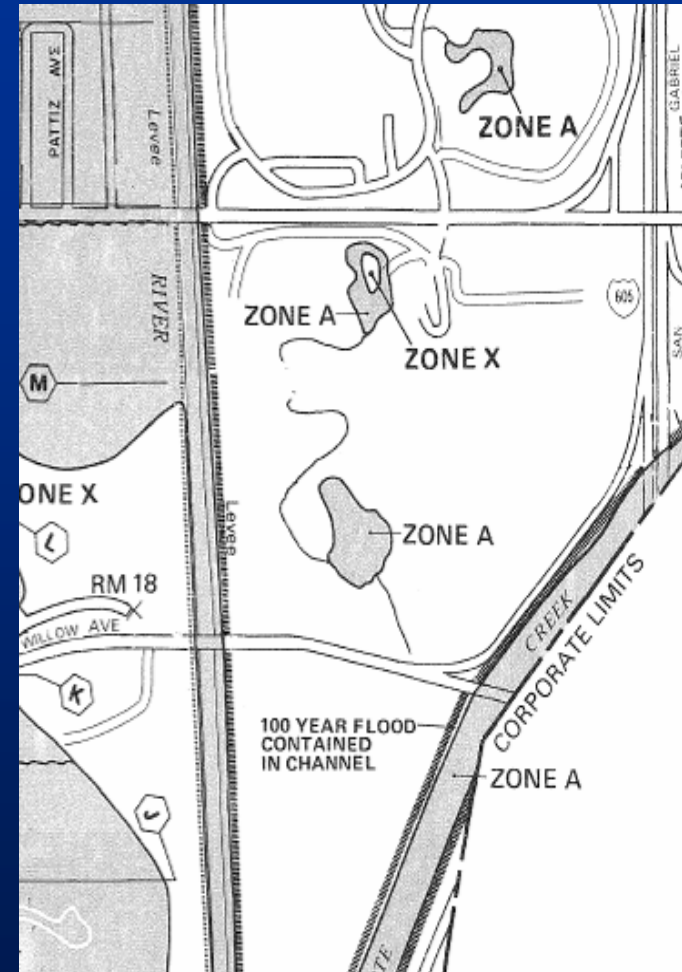 PATTIZ AVE
Levee
ZONE A
GABRIEL
RIVER
ZONE A
ZONE X
605
SAN
M
ONE X
L
Levee
ZONE A
RM 18
WILLOW AVE
K
CREEK
CORPORATE LIMITS
100 YEAR FLOOD
CONTAINED
IN CHANNEL
ZONE A
J
TE